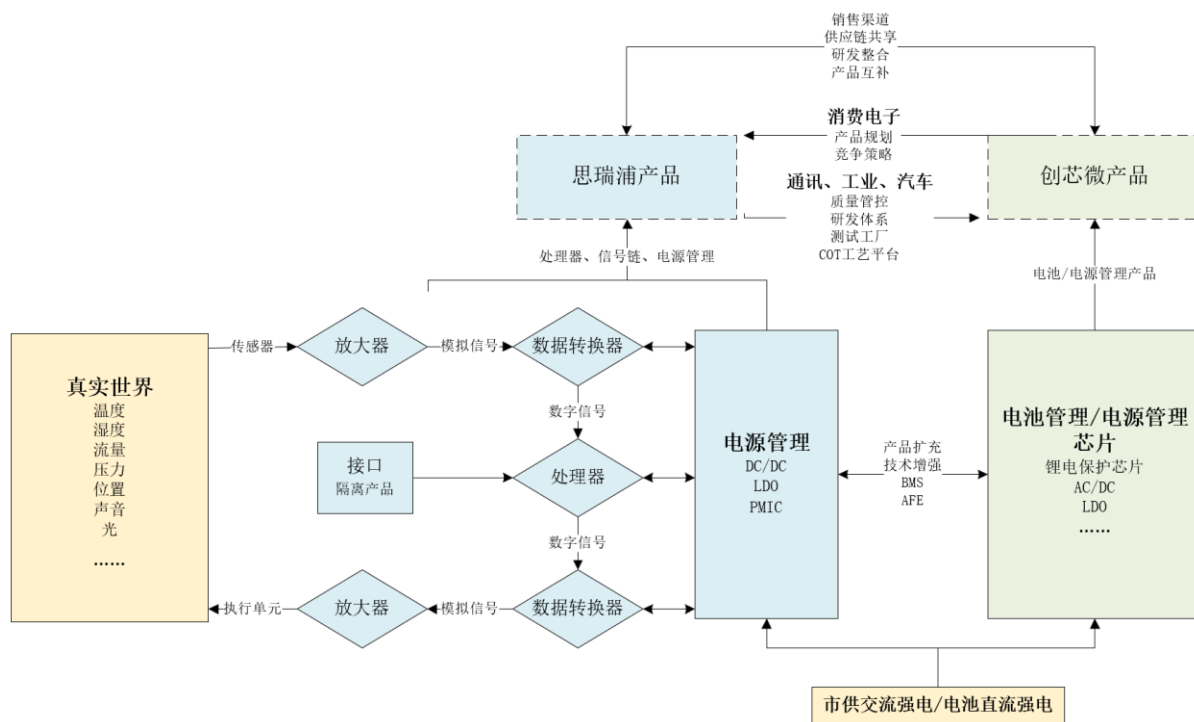 销售渠道
供应链共享
研发整合
产品互补
消费电子
产品规划
竞争策略
思瑞浦产品
创芯微产品
通讯、工业、汽车
质量管控
研发体系
测试工厂
COT工艺平台
处理器、信号链、电源管理
电池/电源管理产品
真实世界
温度
湿度
流量
压力
位置
声音
光
……
传感器
放大器
模拟信号
数据转换器
数字信号
接口
隔离产品
处理器
数字信号
数据转换器
模拟信号
放大器
执行单元
电源管理
DC/DC
LDO
PMIC
产品扩充
技术增强
BMS
AFE
电池管理/电源管理
芯片
锂电保护芯片
AC/DC
LDO
……
市供交流强电/电池直流强电